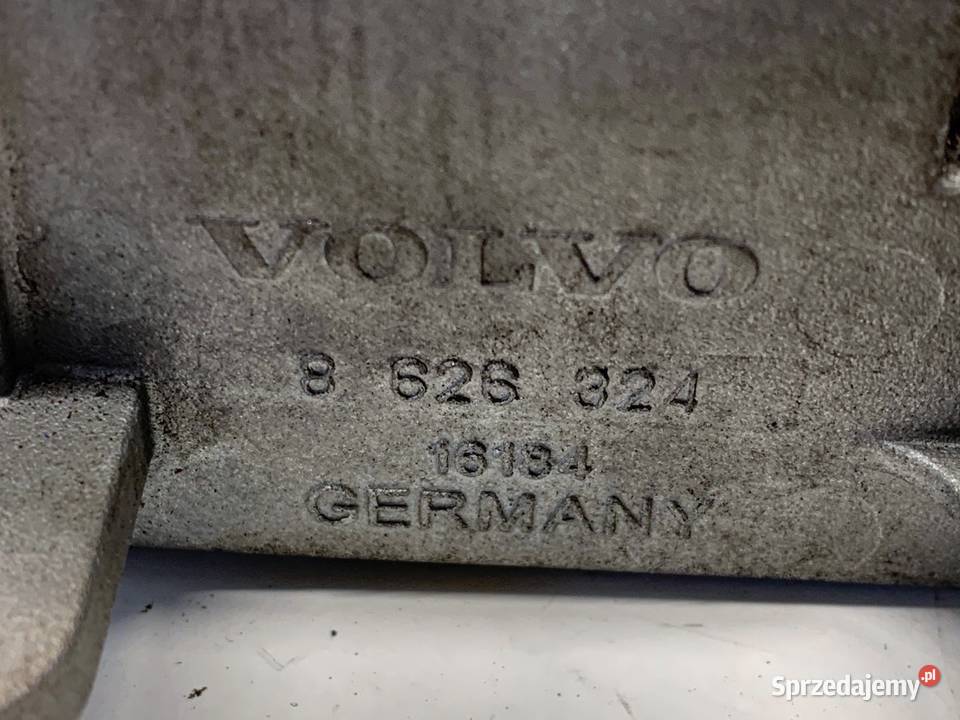 VOLVO
8 626 324
16184
GERMANY
Sprzedajemy.pl